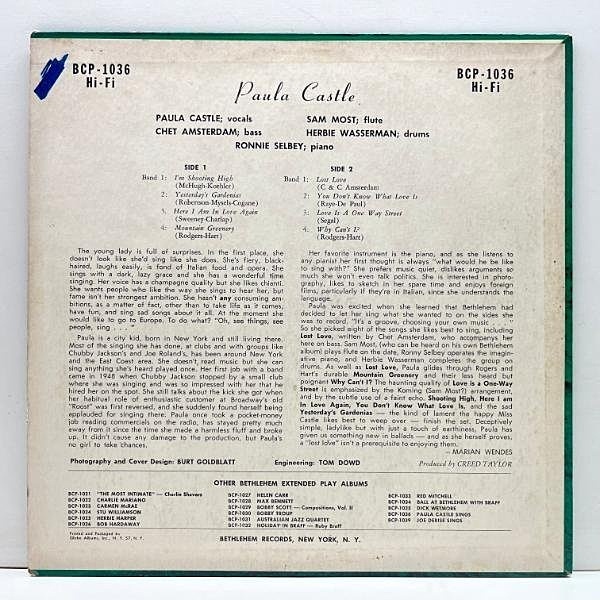 BCP-1036
Hi-Fi
BCP-1036
Hi-Fi
Paula Castle
PAULA CASTLE; vocals
SAM MOST; flute
CHET AMSTERDAM; bass
HERBIE WASSERMAN; drums
RONNIE SELBEY; piano
SIDE 1
Band 1: I'm Shooting High
(McHugh-Koehler)
2: Yesterday's Gardenias
(Robertson-Mysels-Cogane)
5: Here I Am In Love Again
(Sweeney-Charlap)
4: Mountain Greenery
(Rodgers-Hart)
SIDE 2
Band 1: Lost Love
(C & C Amsterdam)
2: You Don't Know What Love Is
(Raye-De Paul)
3: Love Is A One Way Street
(Segal)
4: Why Can't I?
(Rodgers-Hart)
The young lady is full of surprises. In the first place, she
doesn't look like she'd sing like she does. She's fiery, black-
haired, laughs easily, is fond of Italian food and opera. She
sings with a dark, lazy grace and she has a wonderful time
singing. Her voice has a champagne quality but she likes chianti.
She wants people who like the way she sings to hear her, but
fame isn't her strongest ambition. She hasn't any consuming am-
bitions, as a matter of fact, other than to take life as it comes,
have fun, and sing sad songs about it all. At the moment she
would like to go to Europe. To do what? "Oh, see things, see
people, sing . . . ."
Paula is a city kid, born in New York and still living there.
Most of the singing she has done, at clubs and with groups like
Chubby Jackson's and Joe Roland's, has been around New York
and the East Coast area. She doesn't read music but she can
sing anything she's heard played once. Her first job with a band
came in 1948 when Chubby Jackson stopped by a small club
where she was singing and was so impressed with her that he
hired her on the spot. She still talks about the kick she got when
her habitual role of enthusiastic customer at Broadway's old
"Roost" was first reversed, and she suddenly found herself being
applauded for singing there. Paula once took a pocket-money
job reading commercials on the radio, has stayed pretty much
away from it since the time she made a harmless fluff and broke
up. It didn't cause any damage to the production, but Paula's
no girl to take chances.
Her favorite instrument is the piano, and as she listens to
any pianist her first thought is always "what would he be like
to sing with?" She prefers music quiet, dislikes arguments to
much she won't even talk politics. She is interested in photo-
graphy, likes to sketch in her spare time and enjoys foreign
films, particularly if they're in Italian, since she understands the
language.
Paula was excited when she learned that Bethlehem had
decided to let her sing what she wanted to on the sides she
was to record. "It's a groove, choosing your own music . . ."
So she picked eight of the songs she likes best to sing, including
Lost Love, written by Chet Amsterdam, who accompanies her
here on bass. Sam Most, (who can be heard on his own Bethlehem
album) plays flute on the date, Ronny Selbey operates the imagin-
ative piano, and Herbie Wasserman completes the group on
drums. As well as Lost Love, Paula glides through Rogers and
Hart's durable Mountain Greenery and their less heard but
poignant Why Can't I? The haunting quality of Love is a One-Way
Street is emphasized by the Koming (Sam Most?) arrangement,
and by the subtle use of a faint echo. Shooting High, Here I am
In Love Again, You Don't Know What Love Is, and the sad
Yesterday's Gardenias — the kind of lament tha happy Miss
Castle likes best to weep over — finish the set. Deceptively
simple, ladylike but with just a touch of earthiness, Paula has
given us something new in ballads — and as she herself proves,
a "lost love" isn't a prerequisite to enjoying them.
— MARIAN WENDES
Photography and Cover Design: BURT GOLDBLATT
Engineering: TOM DOWD
Produced by CREED TAYLOR
OTHER BETHLEHEM EXTENDED PLAY ALBUMS
BCP-1021 "THE MOST INTIMATE" — Charlie Shavers
BCP-1022 CHARLIE MARIANO
BCP-1023 CARMEN McRAE
BCP-1024 STU WILLIAMSON
BCP-1025 HERBIE HARPER
BCP-1026 BOB HARDAWAY
BCP-1027 HELEN CARR
BCP-1028 MAX BENNETT
BCP-1029 BOBBY SCOTT — Compositions, Vol. II
BCP-1030 BOBBY TROUP
BCP-1031 AUSTRALIAN JAZZ QUARTET
BCP-1032 HOLIDAY IN BRAFF — Ruby Braff
BCP-1033 RED MITCHELL
BCP-1034 BALL AT BETHLEHEM WITH BRAFF
BCP-1035 DICK WETMORE
BCP-1036 PAULA CASTLE SINGS
BCP-1039 JOE DERISE SINGS
Printed and Packaged by
Globe Albums, Inc. N. Y. 57, N. Y.
BETHLEHEM RECORDS, NEW YORK, N. Y.